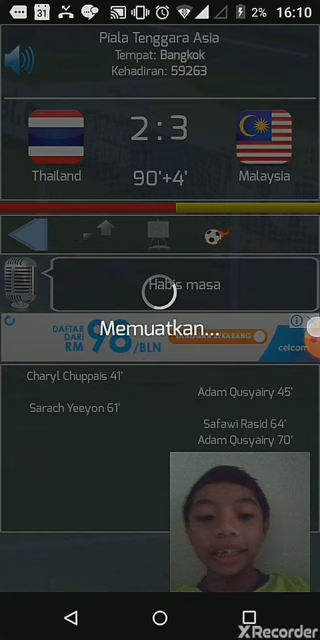 31
2%
16:10
Piala Tenggara Asia
Tempat: Bangkok
Kehadiran: 59263
2:3
Thailand
90'+4'
Malaysia
Habis masa
Memuatkan...
DAFTAR
DARI
RM 98/BLN
SEKARANG
celcom
Charyl Chuppais 41'
Adam Qusyairy 45'
Sarach Yeeyon 61'
Safawi Rasid 64'
Adam Qusyairy 70'
XRecorder